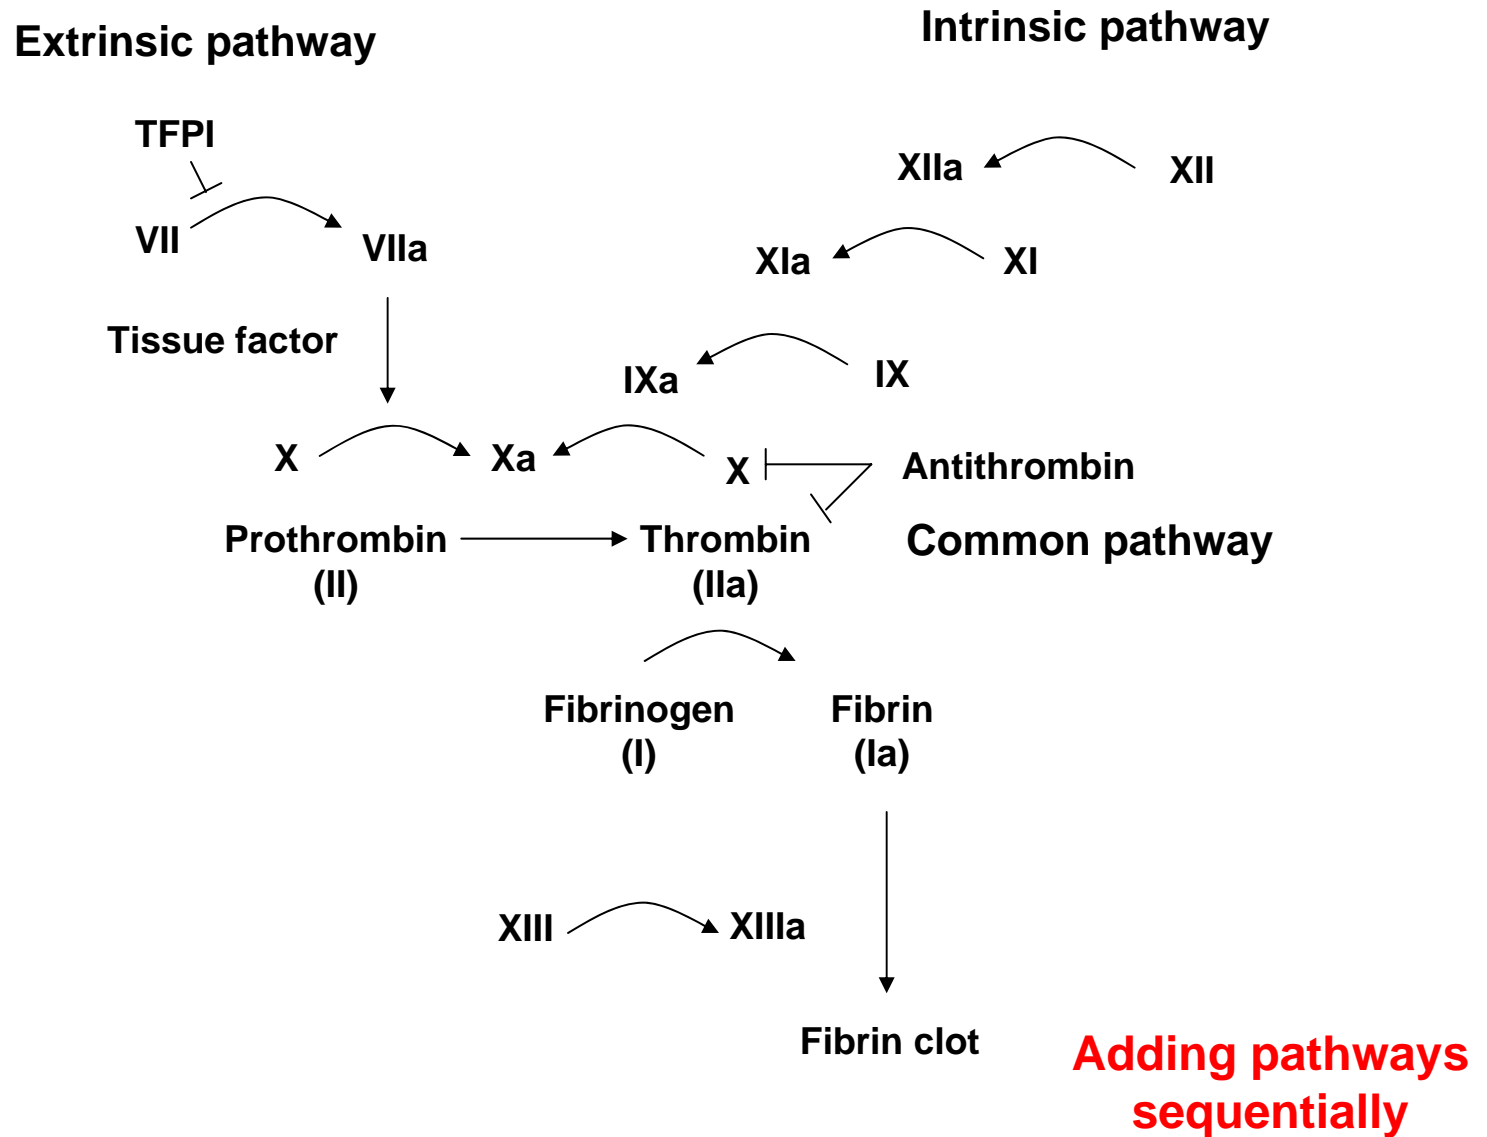 Extrinsic pathway
Intrinsic pathway
TFPI
XIIa
XII
VII
VIIa
XIa
XI
Tissue factor
IXa
IX
X
Xa
X
Antithrombin
Prothrombin
(II)
Thrombin
(IIa)
Common pathway
Fibrinogen
(I)
Fibrin
(Ia)
XIII
XIIIa
Fibrin clot
Adding pathways
sequentially